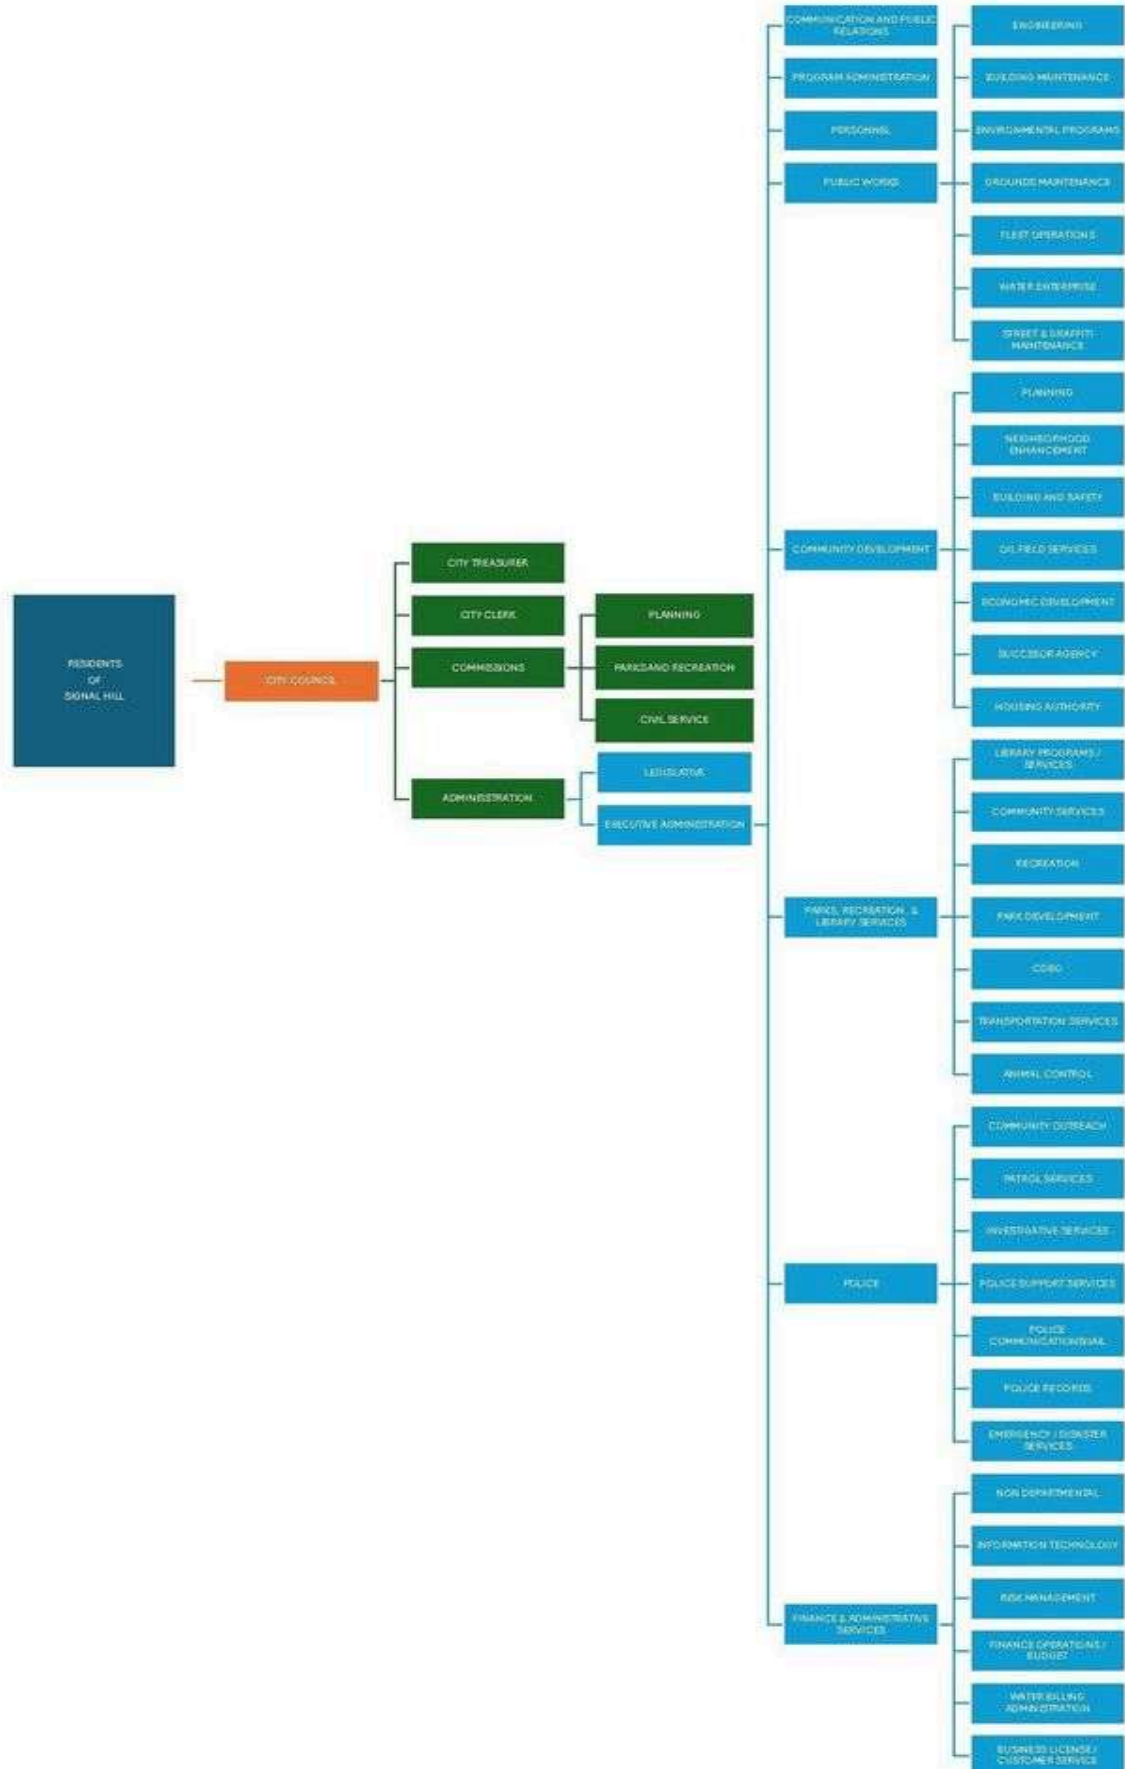 RESIDENTS
OF
SIGNAL HILL
CITY COUNCIL
CITY TREASURER
CITY CLERK
COMMISSIONS
ADMINISTRATION
PLANNING
PARKS AND RECREATION
CIVIL SERVICE
LEGISLATIVE
EXECUTIVE ADMINISTRATION
COMMUNICATION AND PUBLIC
RELATIONS
PROGRAM ADMINISTRATION
PERSONNEL
PUBLIC WORKS
ENGINEERING
BUILDING MAINTENANCE
ENVIRONMENTAL PROGRAMS
GROUNDS MAINTENANCE
FLEET OPERATIONS
WATER ENTERPRISE
STREET & GRAFFITI
MAINTENANCE
COMMUNITY DEVELOPMENT
PLANNING
NEIGHBORHOOD
ENHANCEMENT
BUILDING AND SAFETY
OIL FIELD SERVICES
ECONOMIC DEVELOPMENT
SUCCESSOR AGENCY
HOUSING AUTHORITY
PARKS, RECREATION, &
LIBRARY SERVICES
LIBRARY PROGRAMS /
SERVICES
COMMUNITY SERVICES
RECREATION
PARK DEVELOPMENT
CDBG
TRANSPORTATION SERVICES
ANIMAL CONTROL
POLICE
COMMUNITY OUTREACH
PATROL SERVICES
INVESTIGATIVE SERVICES
POLICE SUPPORT SERVICES
POLICE
COMMUNICATIONS/JAIL
POLICE RECORDS
EMERGENCY / DISASTER
SERVICES
FINANCE & ADMINISTRATIVE
SERVICES
NON DEPARTMENTAL
INFORMATION TECHNOLOGY
RISK MANAGEMENT
FINANCE OPERATIONS /
BUDGET
WATER BILLING
ADMINISTRATION
BUSINESS LICENSE /
CUSTOMER SERVICE